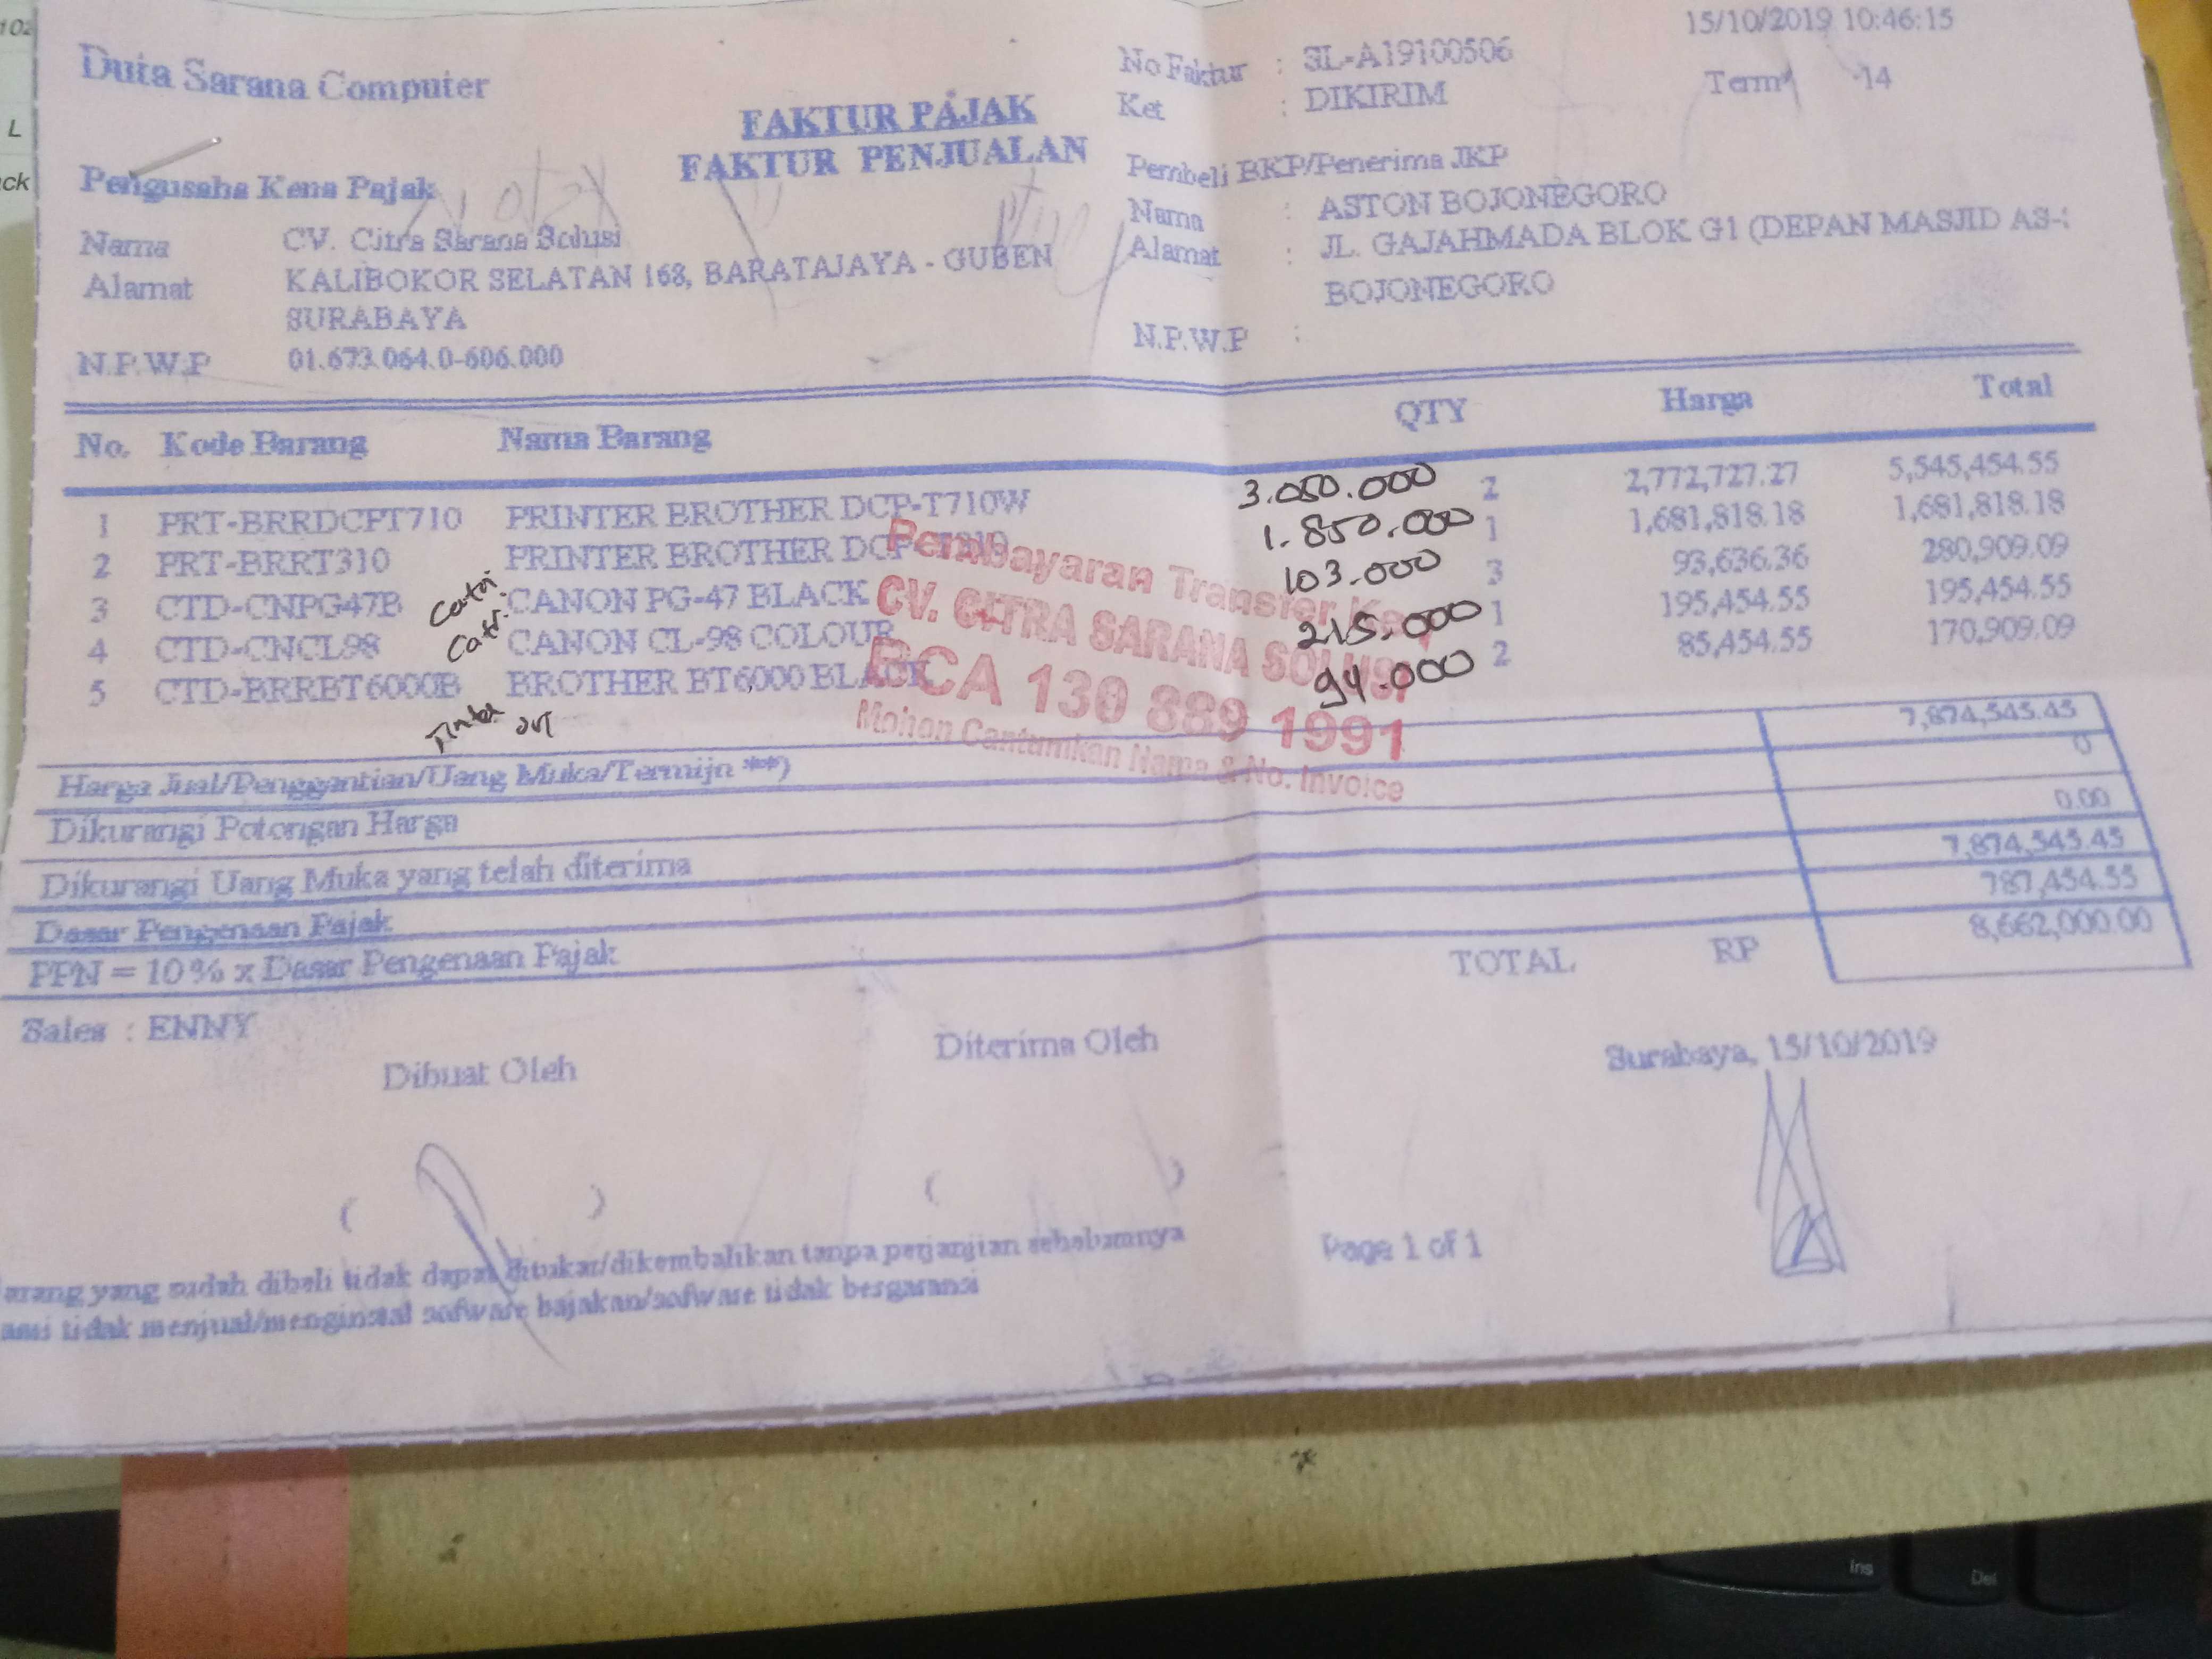 15/10/2019 10:46:15
Duta Sarana Computer
No Faktur : SL-A19100506
Ket : DIKIRIM
Term -14
FAKTUR PAJAK
FAKTUR PENJUALAN
Pengusaha Kena Pajak
Nama CV. Citra Sarana Solusi
Alamat KALIBOKOR SELATAN 168, BARATAJAYA - GUBEN
SURABAYA
N.P.W.P 01.673.064.0-606.000
Pembeli BKP/Penerima JKP
Nama : ASTON BOJONEGORO
Alamat : JL. GAJAHMADA BLOK G1 (DEPAN MASJID AS-
BOJONEGORO
N.P.W.P :
No. Kode Barang Nama Barang QTY Harga Total
1 PRT-BRRDCPT710 PRINTER BROTHER DCP-T710W 3.050.000 2 2,772,727.27 5,545,454.55
2 PRT-BRRT310 PRINTER BROTHER DCP-T310 1.850.000 1 1,681,818.18 1,681,818.18
3 CTD-CNPG47B CANON PG-47 BLACK 103.000 3 93,636.36 280,909.09
4 CTD-CNCL98 Catr. CANON CL-98 COLOUR 215.000 1 195,454.55 195,454.55
5 CTD-BRRBT6000B BROTHER BT6000 BLACK 94.000 2 85,454.55 170,909.09
Pembayaran Transfer Ke
CV. CITRA SARANA SOLUSI
BCA 130 889 1991
Mohon Cantumkan Nama & No. Invoice
Harga Jual/Penggantian/Uang Muka/Termijn **) 7,874,545.45
Dikurangi Potongan Harga 0
Dikurangi Uang Muka yang telah diterima 0.00
Dasar Pengenaan Pajak 7,874,545.45
PPN = 10% x Dasar Pengenaan Pajak 787,454.55
TOTAL RP 8,662,000.00
Sales : ENNY
Dibuat Oleh
Diterima Oleh
Surabaya, 15/10/2019
( ) ( )
arang yang sudah dibeli tidak dapat ditukar/dikembalikan tanpa perjanjian sebelumnya
ami tidak menjual/menginstal sofware bajakan/sofware tidak bergaransi
Page 1 of 1
Ins
Del